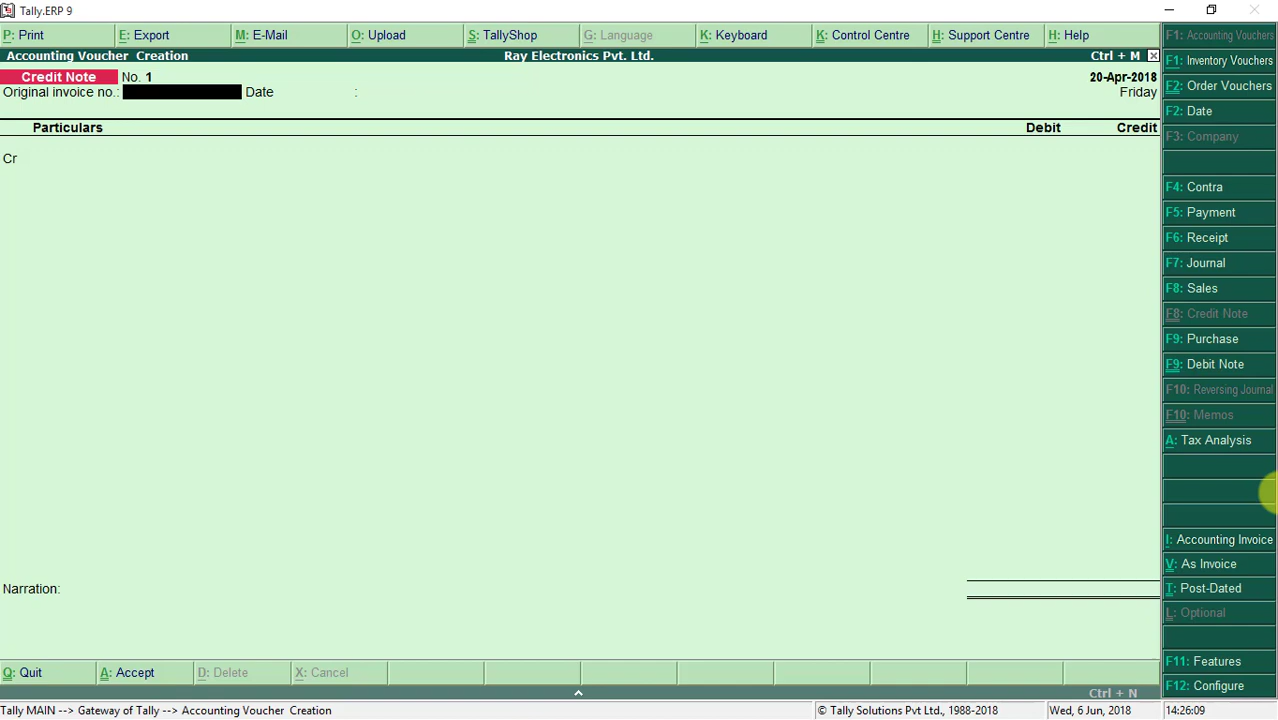 Tally.ERP 9
P: Print
E: Export
M: E-Mail
O: Upload
S: TallyShop
G: Language
K: Keyboard
K: Control Centre
H: Support Centre
H: Help
Accounting Voucher Creation
Ray Electronics Pvt. Ltd.
Ctrl + M
Credit Note
No. 1
20-Apr-2018
Original invoice no.:
Date :
Friday
Particulars
Debit
Credit
Cr
Narration:
F1: Accounting Vouchers
F1: Inventory Vouchers
F2: Order Vouchers
F2: Date
F3: Company
F4: Contra
F5: Payment
F6: Receipt
F7: Journal
F8: Sales
F8: Credit Note
F9: Purchase
F9: Debit Note
F10: Reversing Journal
F10: Memos
A: Tax Analysis
I: Accounting Invoice
V: As Invoice
T: Post-Dated
L: Optional
F11: Features
F12: Configure
Q: Quit
A: Accept
D: Delete
X: Cancel
Ctrl + N
Tally MAIN --> Gateway of Tally --> Accounting Voucher Creation
© Tally Solutions Pvt Ltd., 1988-2018
Wed, 6 Jun, 2018
14:26:09